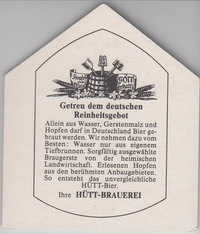 Getreu dem deutschen
Reinheitsgebot
Allein aus Wasser, Gerstenmalz und
Hopfen darf in Deutschland Bier ge-
braut werden. Wir nehmen dazu vom
Besten: Wasser nur aus eigenem
Tiefbrunnen. Sorgfältig ausgewählte
Braugerste von der heimischen
Landwirtschaft. Erlesenen Hopfen
aus den berühmten Anbaugebieten.
So entsteht das unvergleichliche
HÜTT-Bier.
Ihre HÜTT-BRAUEREI